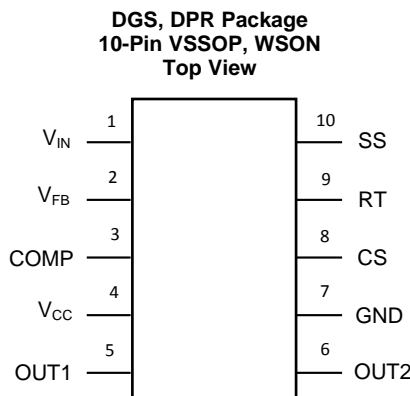 DGS, DPR Package
10-Pin VSSOP, WSON
Top View
1 10
VIN SS
2 9
VFB RT
3 8
COMP CS
4 7
VCC GND
5 6
OUT1 OUT2